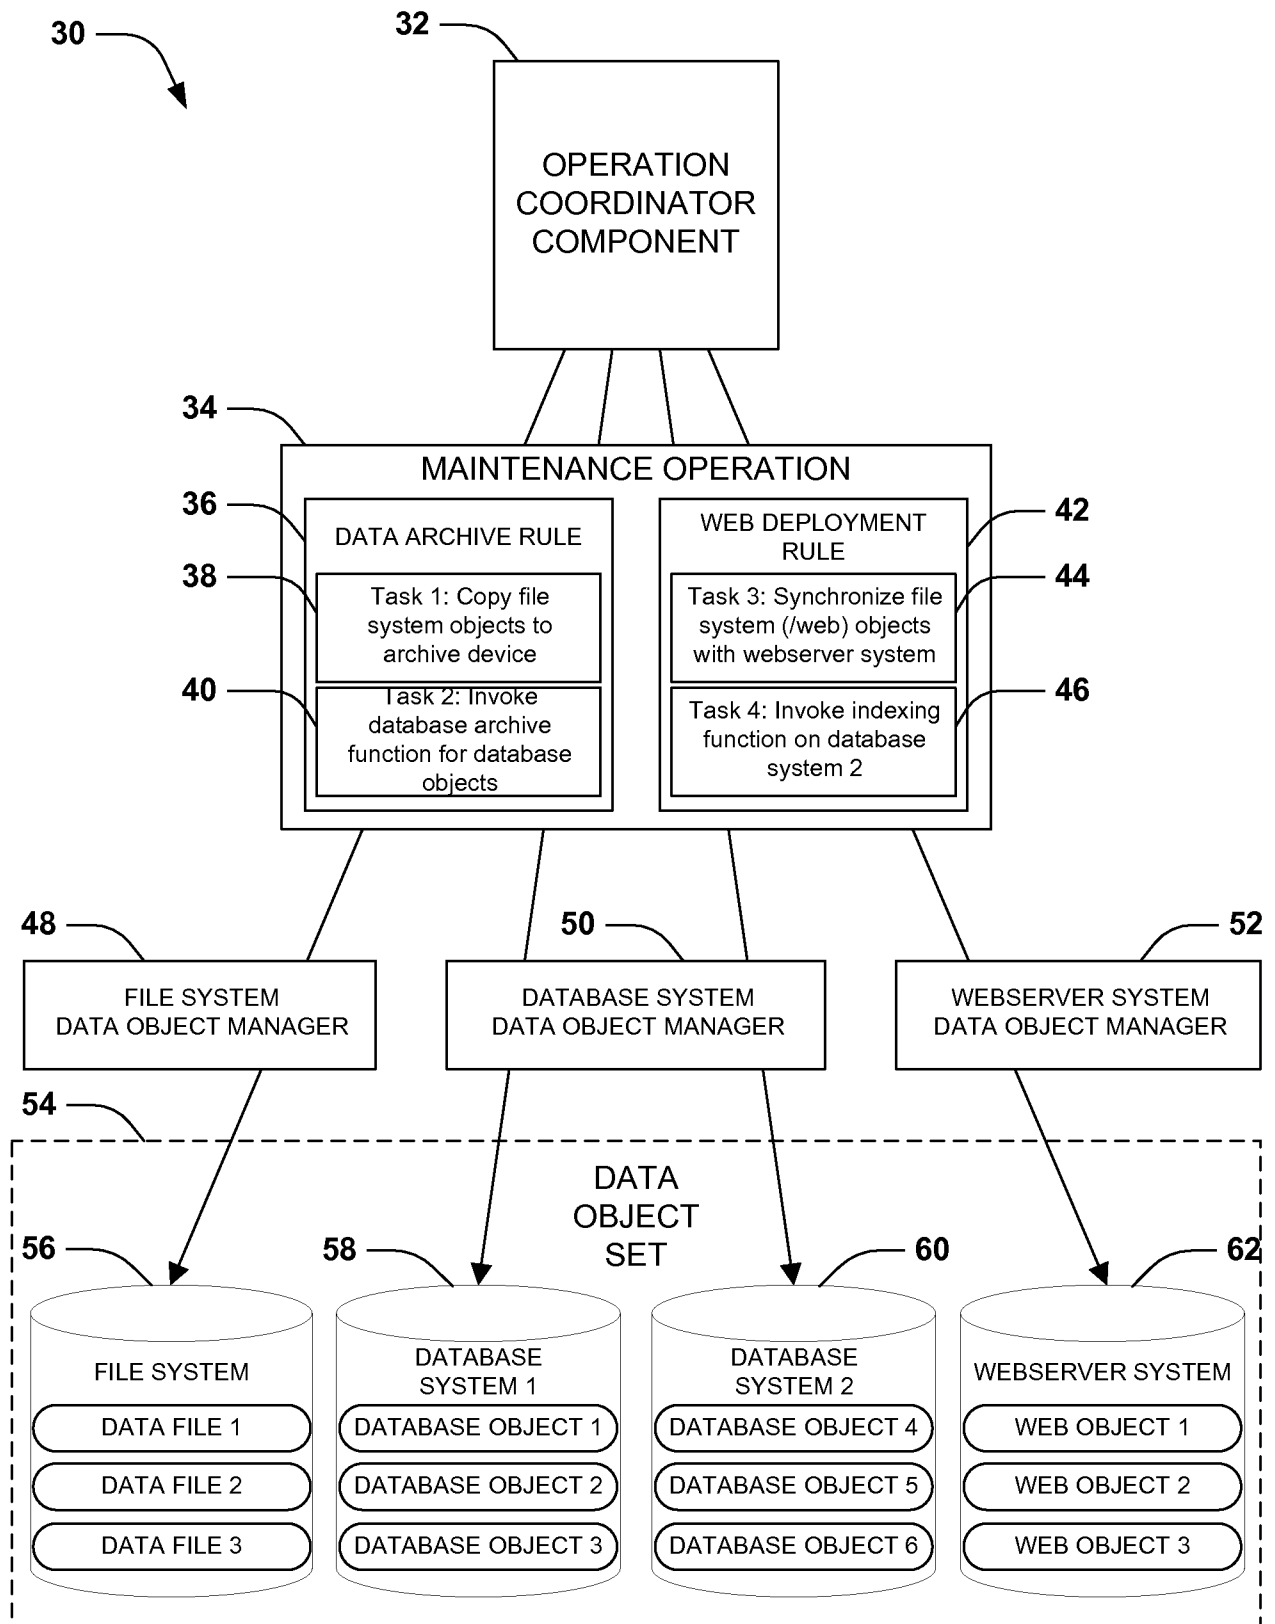 30
32
OPERATION
COORDINATOR
COMPONENT
34
MAINTENANCE OPERATION
36
DATA ARCHIVE RULE
38
Task 1: Copy file
system objects to
archive device
40
Task 2: Invoke
database archive
function for database
objects
WEB DEPLOYMENT
RULE
42
Task 3: Synchronize file
system (/web) objects
with webserver system
44
Task 4: Invoke indexing
function on database
system 2
46
48
FILE SYSTEM
DATA OBJECT MANAGER
50
DATABASE SYSTEM
DATA OBJECT MANAGER
52
WEBSERVER SYSTEM
DATA OBJECT MANAGER
54
DATA
OBJECT
SET
56
FILE SYSTEM
DATA FILE 1
DATA FILE 2
DATA FILE 3
58
DATABASE
SYSTEM 1
DATABASE OBJECT 1
DATABASE OBJECT 2
DATABASE OBJECT 3
60
DATABASE
SYSTEM 2
DATABASE OBJECT 4
DATABASE OBJECT 5
DATABASE OBJECT 6
62
WEBSERVER SYSTEM
WEB OBJECT 1
WEB OBJECT 2
WEB OBJECT 3